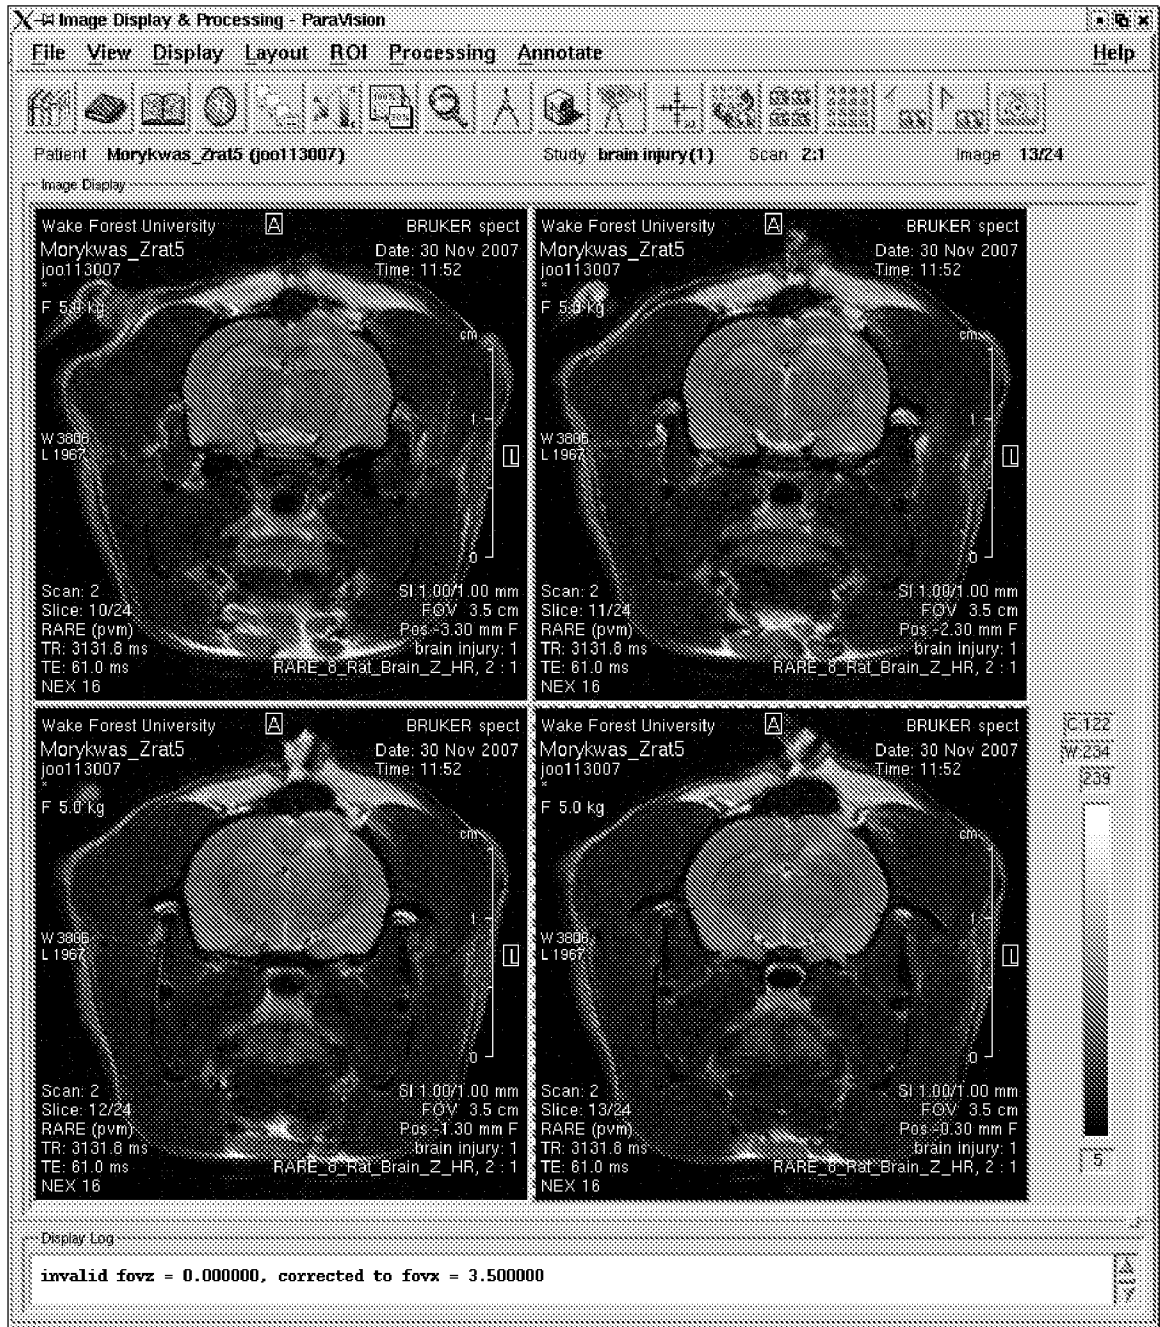 Image Display & Processing - ParaVision
File View Display Layout ROI Processing Annotate Help
100% 50%
Patient Morykwas_Zrat5 (joo113007) Study brain injury(1) Scan 2:1 Image 13/24
Image Display
Wake Forest University A BRUKER spect
Morykwas_Zrat5 Date: 30 Nov 2007
joo113007 Time: 11:52
*
F 5.0 kg
cm
1
W 3806
L 1967 L
0
Scan: 2 SI 1.00/1.00 mm
Slice: 10/24 FOV 3.5 cm
RARE (pvm) Pos -3.30 mm F
TR: 3131.8 ms brain injury: 1
TE: 61.0 ms RARE_8_Rat_Brain_Z_HR, 2 : 1
NEX 16
Wake Forest University A BRUKER spect
Morykwas_Zrat5 Date: 30 Nov 2007
joo113007 Time: 11:52
*
F 5.0 kg
cm
1
W 3806
L 1967 L
0
Scan: 2 SI 1.00/1.00 mm
Slice: 11/24 FOV 3.5 cm
RARE (pvm) Pos -2.30 mm F
TR: 3131.8 ms brain injury: 1
TE: 61.0 ms RARE_8_Rat_Brain_Z_HR, 2 : 1
NEX 16
Wake Forest University A BRUKER spect
Morykwas_Zrat5 Date: 30 Nov 2007
joo113007 Time: 11:52
*
F 5.0 kg
cm
1
W 3806
L 1967 L
0
Scan: 2 SI 1.00/1.00 mm
Slice: 12/24 FOV 3.5 cm
RARE (pvm) Pos -1.30 mm F
TR: 3131.8 ms brain injury: 1
TE: 61.0 ms RARE_8_Rat_Brain_Z_HR, 2 : 1
NEX 16
Wake Forest University A BRUKER spect
Morykwas_Zrat5 Date: 30 Nov 2007
joo113007 Time: 11:52
*
F 5.0 kg
cm
1
W 3806
L 1967 L
0
Scan: 2 SI 1.00/1.00 mm
Slice: 13/24 FOV 3.5 cm
RARE (pvm) Pos -0.30 mm F
TR: 3131.8 ms brain injury: 1
TE: 61.0 ms RARE_8_Rat_Brain_Z_HR, 2 : 1
NEX 16
C 122
W 234
239
5
Display Log
invalid fovz = 0.000000, corrected to fovx = 3.500000